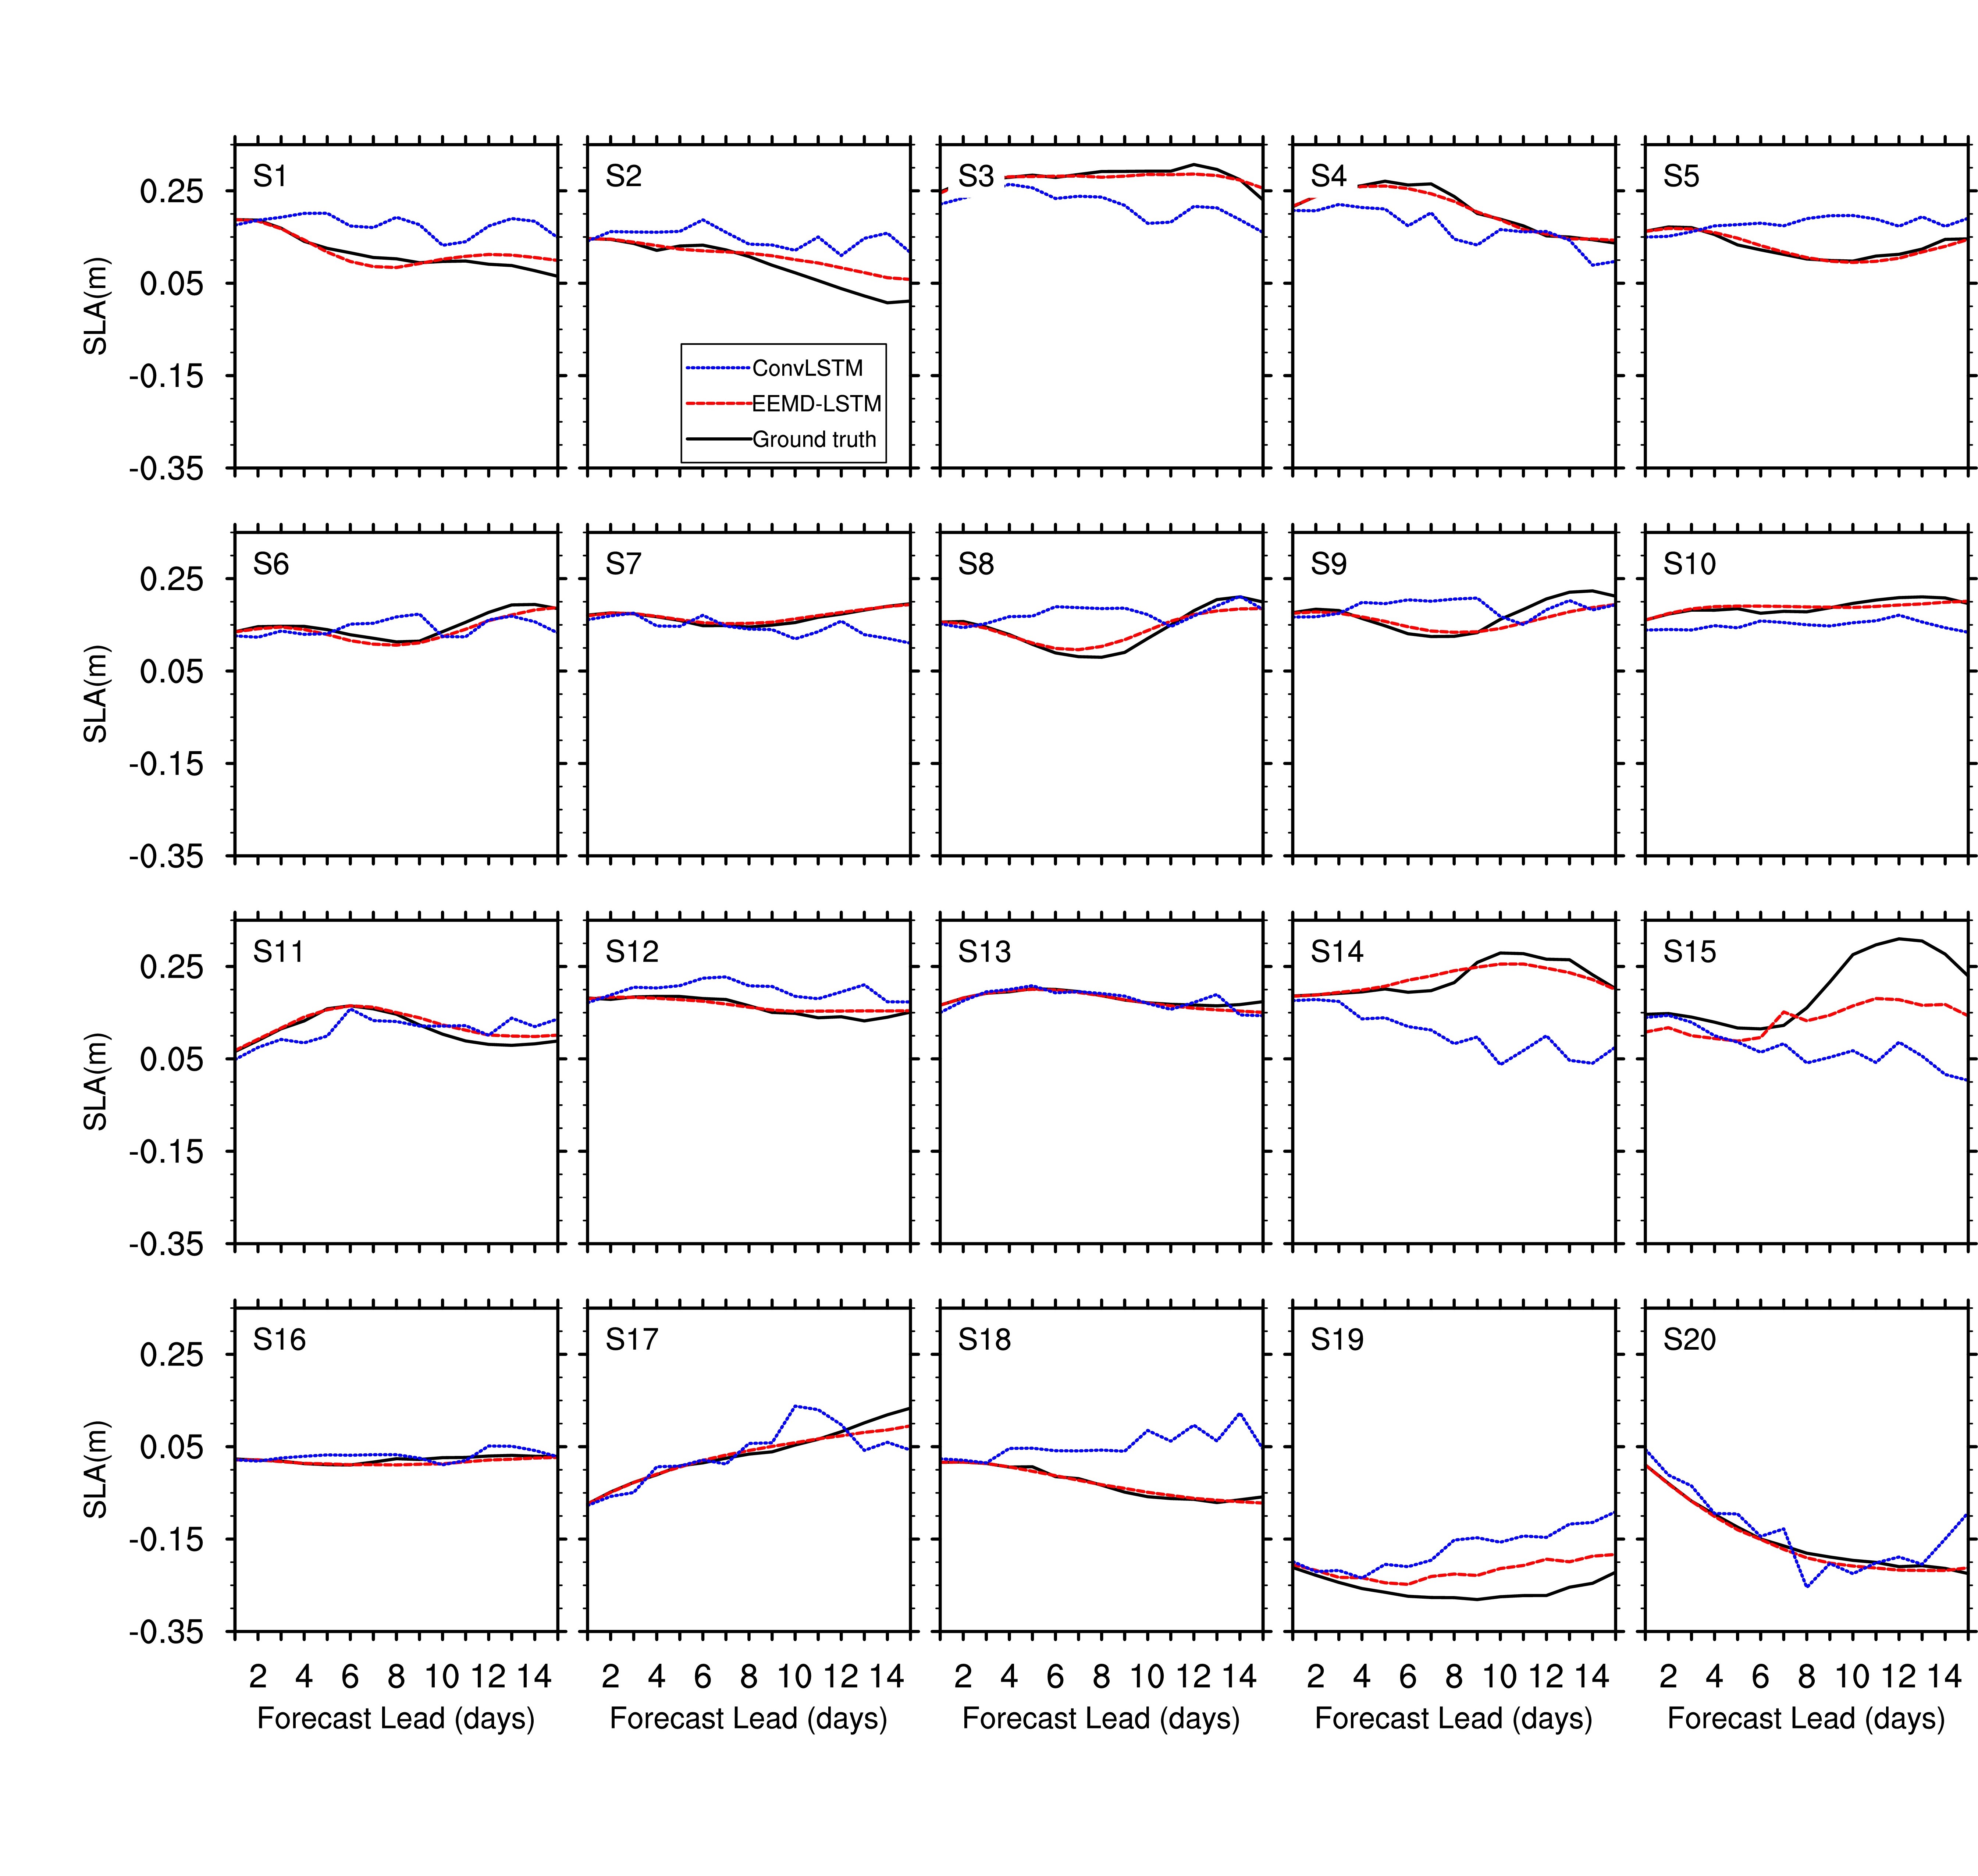 S1 S2 S3 S4 S5
0.25
0.05
-0.15
-0.35
SLA(m)
ConvLSTM
EEMD-LSTM
Ground truth
S6 S7 S8 S9 S10
0.25
0.05
-0.15
-0.35
SLA(m)
S11 S12 S13 S14 S15
0.25
0.05
-0.15
-0.35
SLA(m)
S16 S17 S18 S19 S20
0.25
0.05
-0.15
-0.35
SLA(m)
2 4 6 8 10 12 14 2 4 6 8 10 12 14 2 4 6 8 10 12 14 2 4 6 8 10 12 14 2 4 6 8 10 12 14
Forecast Lead (days) Forecast Lead (days) Forecast Lead (days) Forecast Lead (days) Forecast Lead (days)